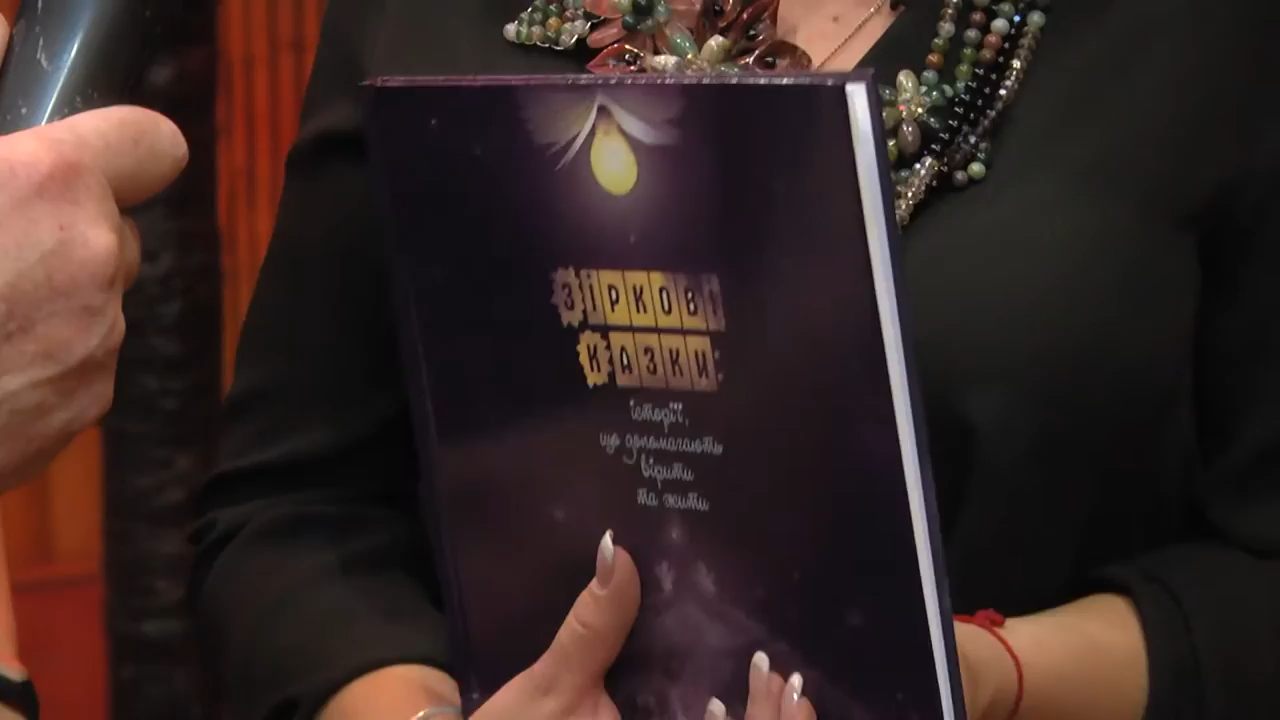 ЗІРКОВІ
КАЗКИ:
історії,
що допомагають
вірити
та жити